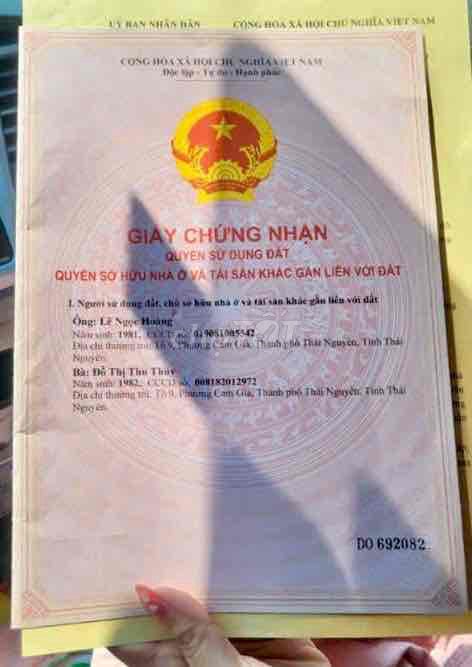 UỶ BAN NHÂN DÂN CỘNG HÒA XÃ HỘI CHỦ NGHĨA VIỆT NAM
CỘNG HÒA XÃ HỘI CHỦ NGHĨA VIỆT NAM
Độc lập - Tự do - Hạnh phúc
GIẤY CHỨNG NHẬN
QUYỀN SỬ DỤNG ĐẤT
QUYỀN SỞ HỮU NHÀ Ở VÀ TÀI SẢN KHÁC GẮN LIỀN VỚI ĐẤT
I. Người sử dụng đất, chủ sở hữu nhà ở và tài sản khác gắn liền với đất
Ông: Lê Ngọc Hoàng
Năm sinh: 1981, CCCD số:
Địa chỉ thường trú: Tổ 9, Phường Cam Giá, Thành phố Thái Nguyên, Tỉnh Thái
Nguyên.
Bà: Đỗ Thị Thu Thủy
Năm sinh: 1982, CCCD số: 008182012972
Địa chỉ thường trú: Tổ 9, Phường Cam Giá, Thành phố Thái Nguyên, Tỉnh Thái
Nguyên.
DO 692082